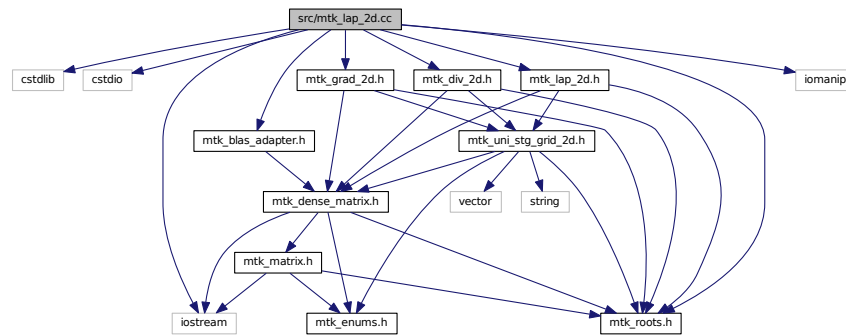 src/mtk_lap_2d.cc
cstdlib
cstdio
mtk_grad_2d.h
mtk_div_2d.h
mtk_lap_2d.h
iomanip
mtk_blas_adapter.h
mtk_uni_stg_grid_2d.h
mtk_dense_matrix.h
vector
string
mtk_matrix.h
iostream
mtk_enums.h
mtk_roots.h